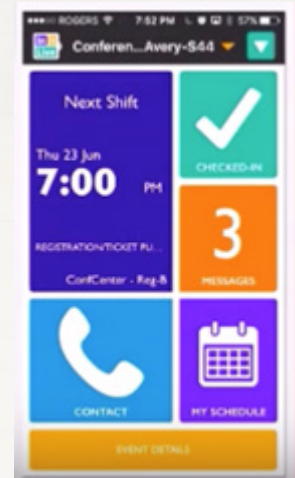 ROGERS 7:52 PM 57%
Live
Conferen...Avery-S44
Next Shift
Thu 23 Jun
7:00 PM
REGISTRATION/TICKET PU...
ConfCenter - Reg-B
CHECKED-IN
3
MESSAGES
CONTACT
MY SCHEDULE
EVENT DETAILS